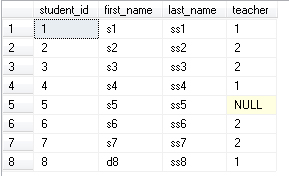 student_id first_name last_name teacher
1 1 s1 ss1 1
2 2 s2 ss2 2
3 3 s3 ss3 2
4 4 s4 ss4 1
5 5 s5 ss5 NULL
6 6 s6 ss6 2
7 7 s7 ss7 2
8 8 d8 ss8 1